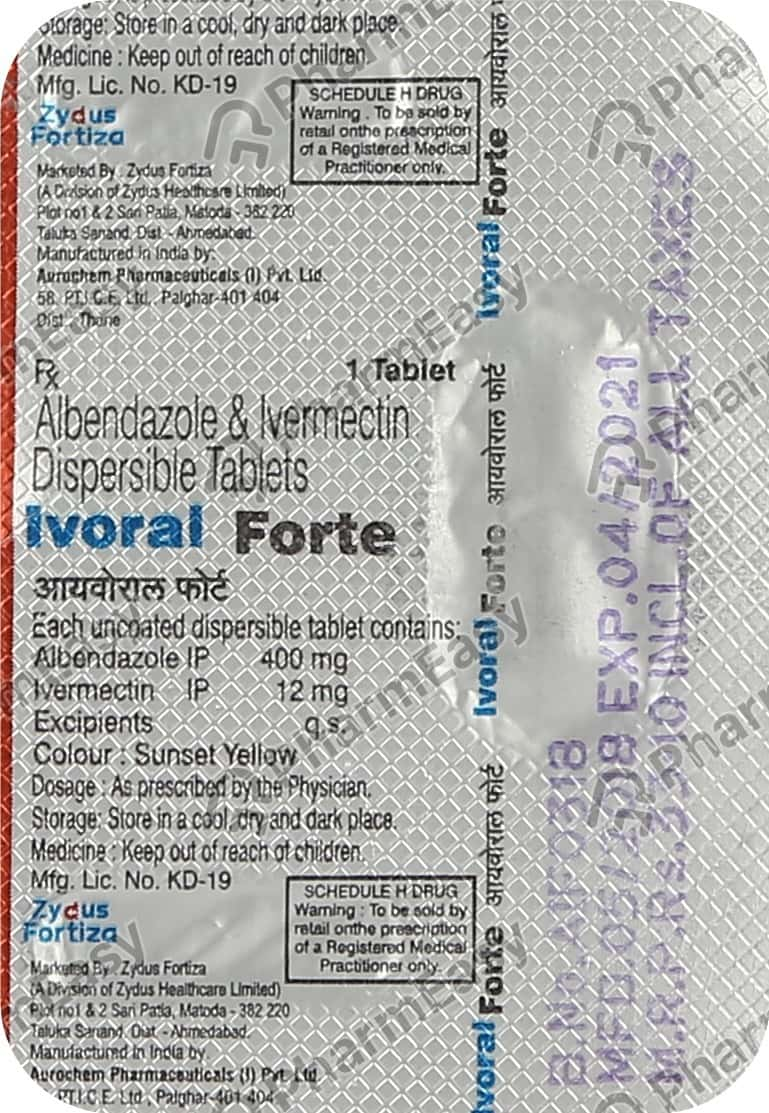 Storage: Store in a cool, dry and dark place.
Medicine : Keep out of reach of children.
Mfg. Lic. No. KD-19
Zydus
Fortiza
SCHEDULE H DRUG
Warning : To be sold by
retail onthe prescription
of a Registered Medical
Practitioner only.
Marketed By : Zydus Fortiza
(A Division of Zydus Healthcare Limited)
Plot no1 & 2 Sari Patia, Matoda - 382 220
Taluka Sanand, Dist. - Ahmedabad.
Manufactured in India by:
Aurochem Pharmaceuticals (I) Pvt. Ltd.
58, P.T.I.C.E. Ltd., Palghar-401 404
Dist., Thane
Rx
1 Tablet
Albendazole & Ivermectin
Dispersible Tablets
Ivoral Forte
आयवोराल फोर्ट
Each uncoated dispersible tablet contains:
Albendazole IP 400 mg
Ivermectin IP 12 mg
Excipients q.s.
Colour : Sunset Yellow
Dosage : As prescribed by the Physician.
Storage: Store in a cool, dry and dark place.
Medicine : Keep out of reach of children.
Mfg. Lic. No. KD-19
Zydus
Fortiza
SCHEDULE H DRUG
Warning : To be sold by
retail onthe prescription
of a Registered Medical
Practitioner only.
Marketed By : Zydus Fortiza
(A Division of Zydus Healthcare Limited)
Plot no1 & 2 Sari Patia, Matoda - 382 220
Taluka Sanand, Dist. - Ahmedabad.
Manufactured in India by.
Aurochem Pharmaceuticals (I) Pvt. Ltd.
P.T.I.C.E. Ltd., Palghar-401 404
Ivoral Forte आयवोराल फोर्ट
Ivoral Forte आयवोराल फोर्ट
Ivoral Forte आयवोराल फोर्ट
MFD.05/2018 EXP.04/2021
INCL.OF ALL TAXES
PharmEasy